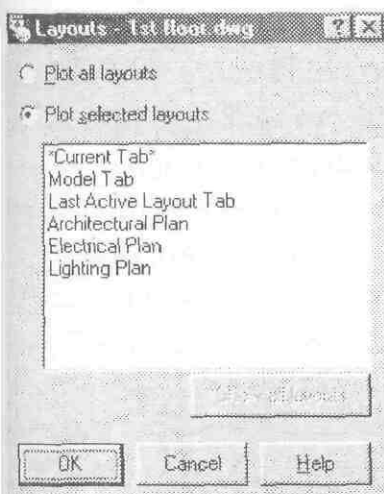 Layouts - 1st floor.dwg
Plot all layouts
Plot selected layouts
*Current Tab*
Model Tab
Last Active Layout Tab
Architectural Plan
Electrical Plan
Lighting Plan
OK Cancel Help